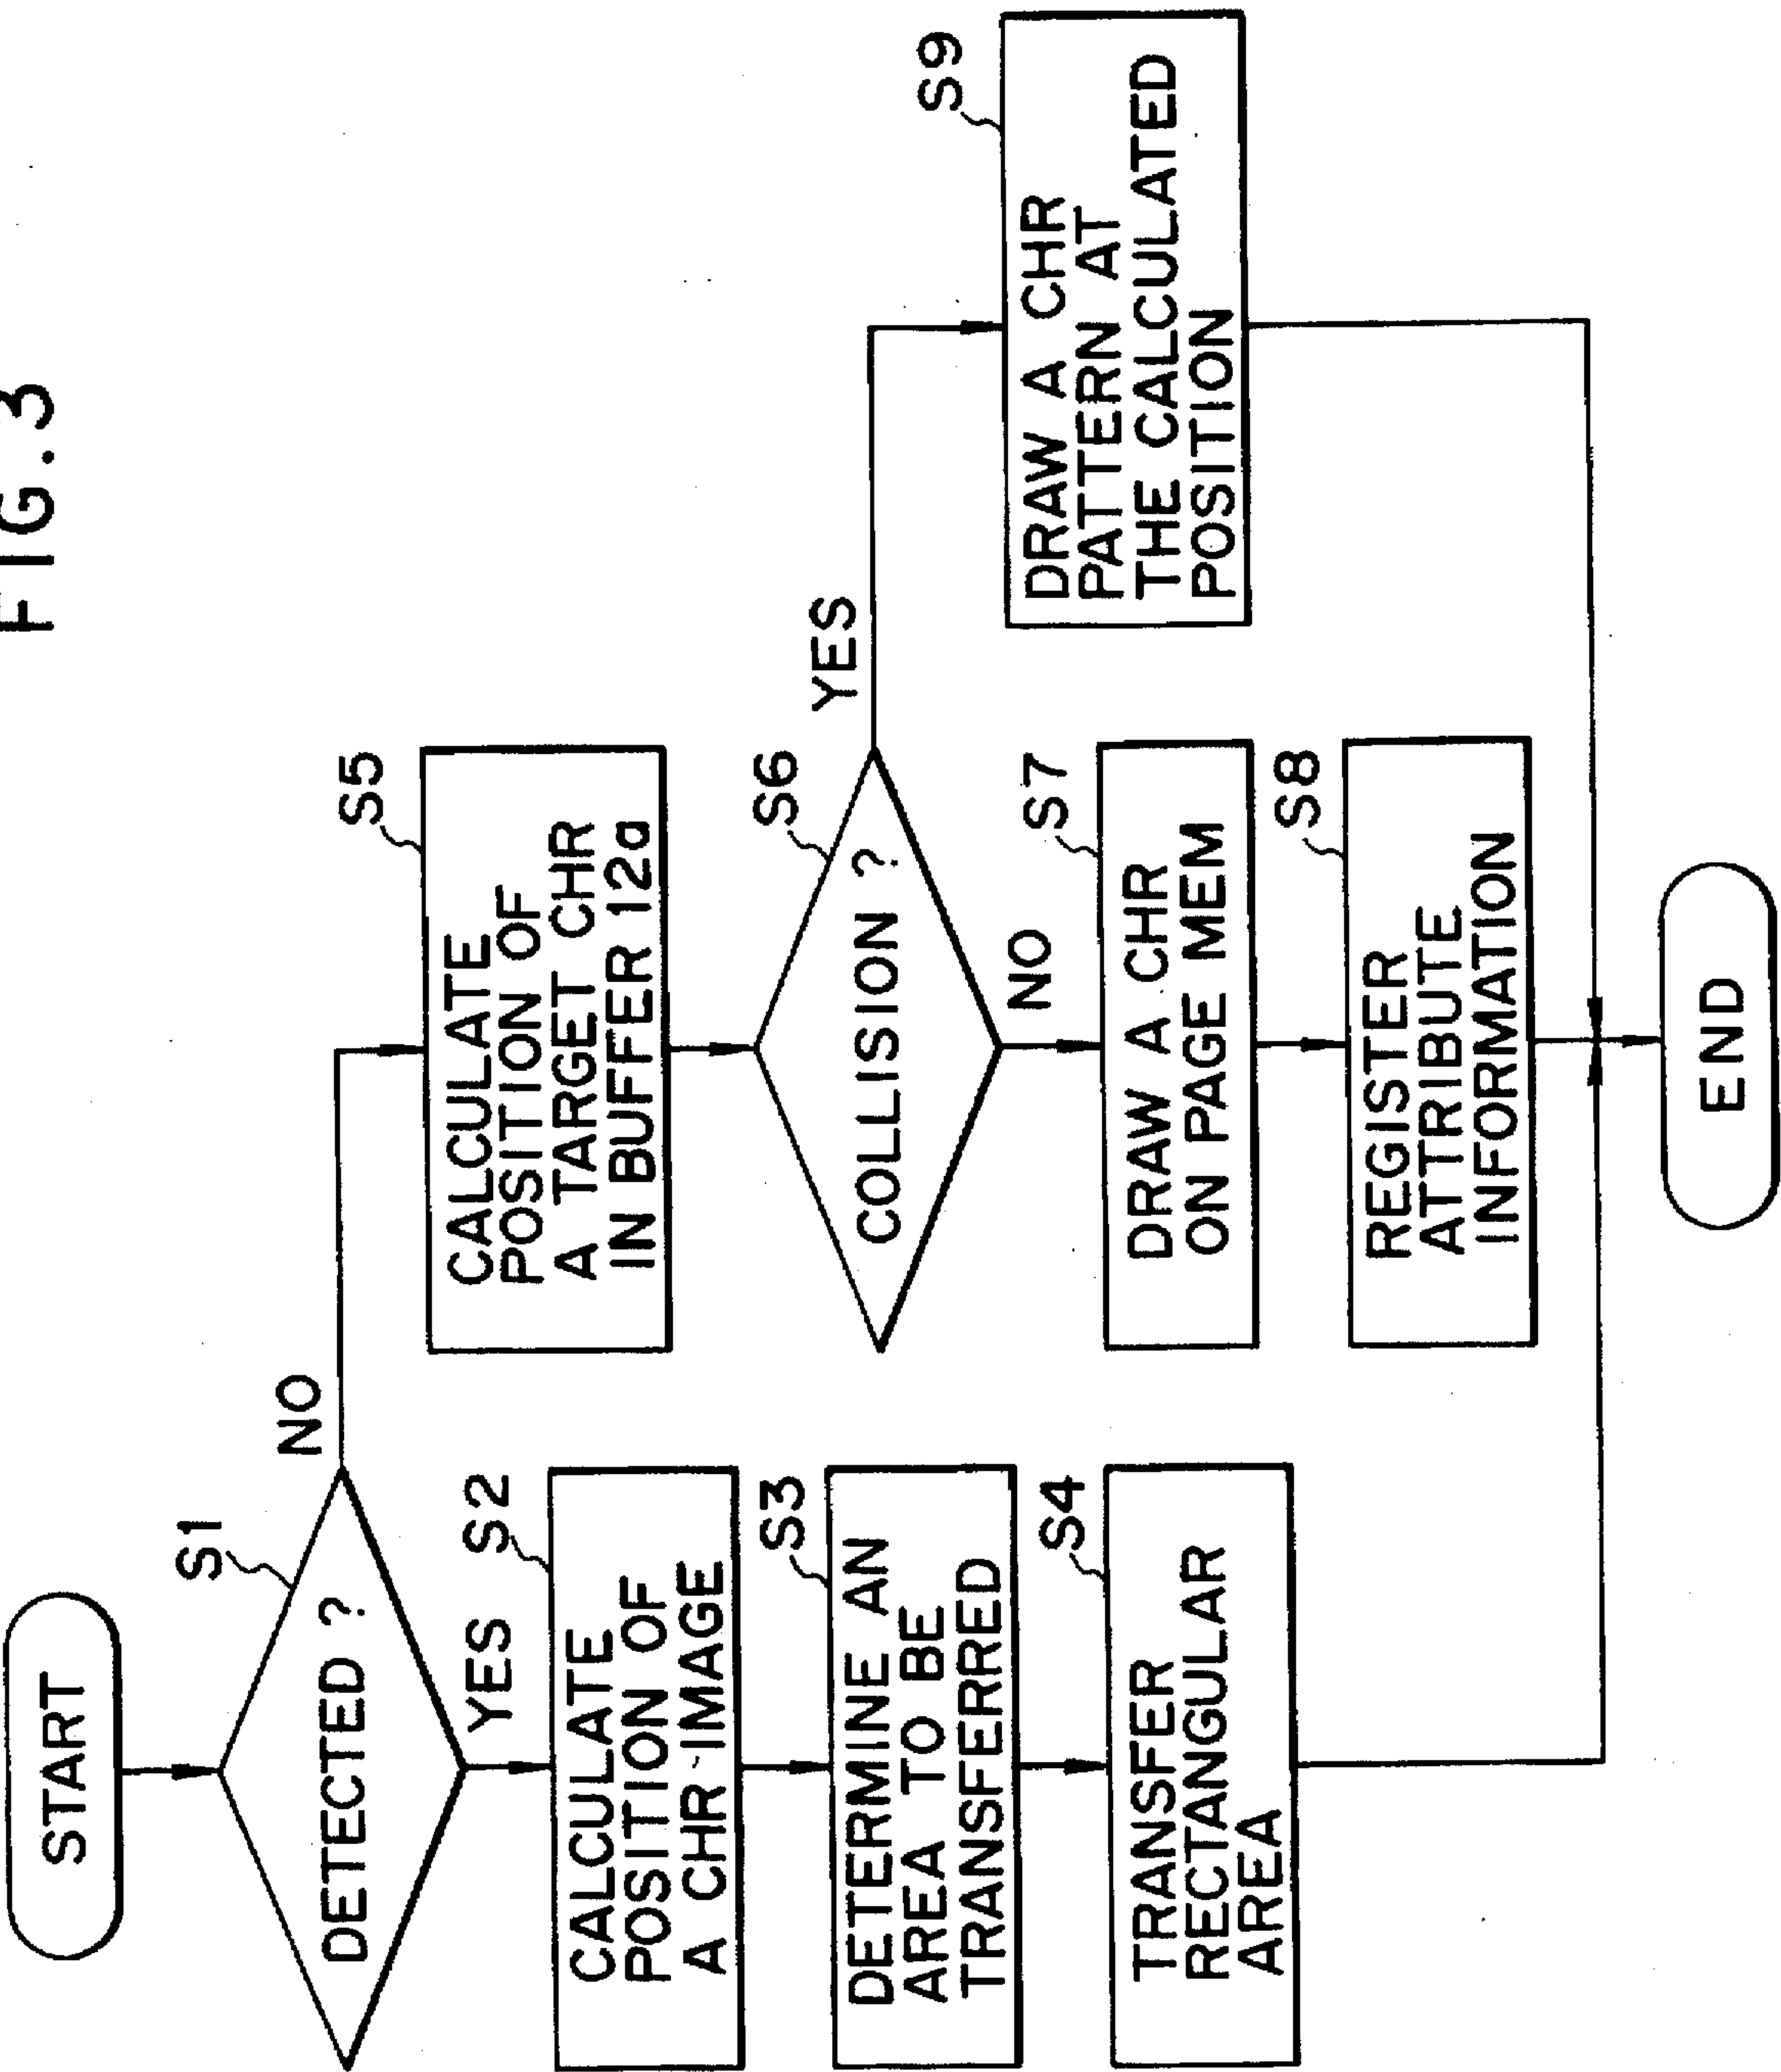 FIG.3
START
S1
DETECTED ?
NO
YES
S2
CALCULATE
POSITION OF
A CHR IMAGE
S3
DETERMINE AN
AREA TO BE
TRANSFERRED
S4
TRANSFER
RECTANGULAR
AREA
S5
CALCULATE
POSITION OF
A TARGET CHR
IN BUFFER 12a
S6
COLLISION ?
YES
NO
S7
DRAW A CHR
ON PAGE MEM
S8
REGISTER
ATTRIBUTE
INFORMATION
S9
DRAW A CHR
PATTERN AT
THE CALCULATED
POSITION
END